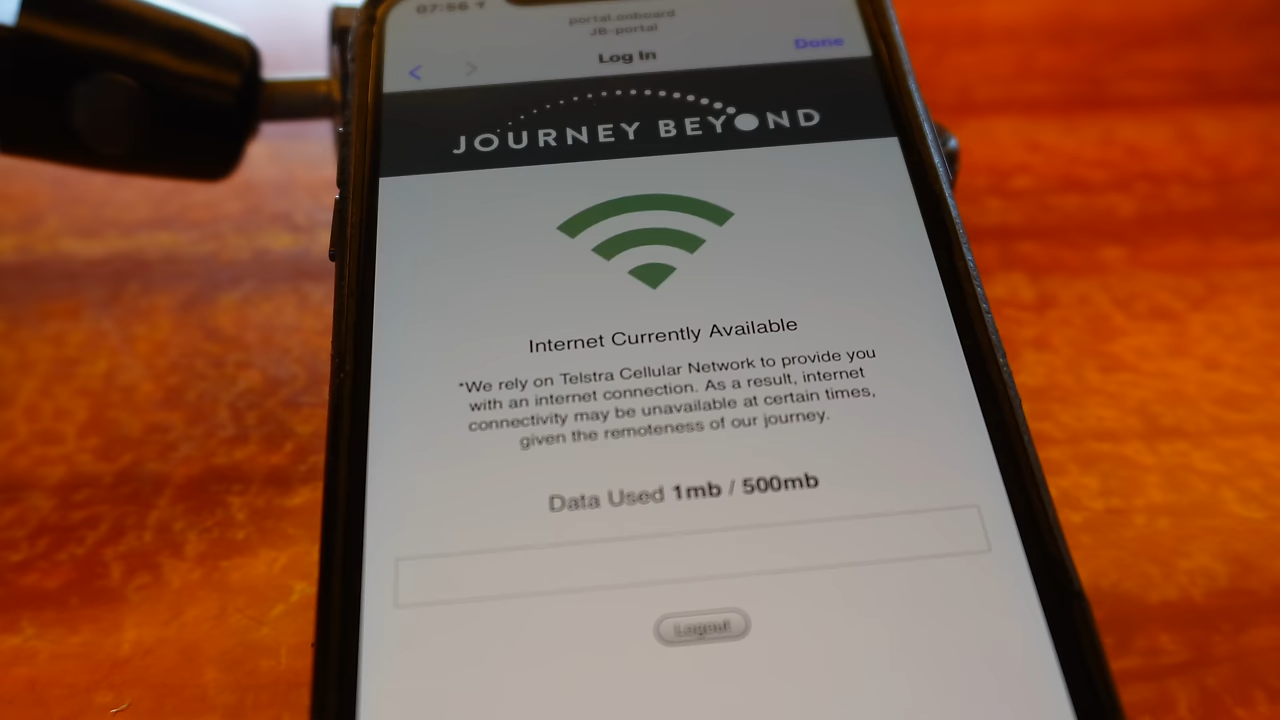 07:56
portal.onboard
JB-portal
Log In
Done
JOURNEY BEYOND
Internet Currently Available
*We rely on Telstra Cellular Network to provide you
with an internet connection. As a result, internet
connectivity may be unavailable at certain times,
given the remoteness of our journey.
Data Used 1mb / 500mb
Logout